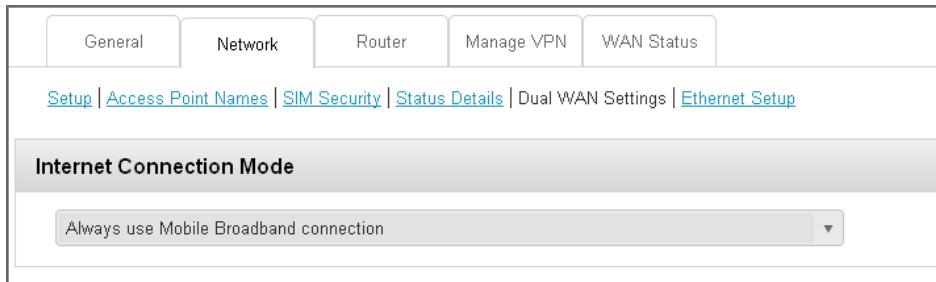 General Network Router Manage VPN WAN Status
Setup | Access Point Names | SIM Security | Status Details | Dual WAN Settings | Ethernet Setup
Internet Connection Mode
Always use Mobile Broadband connection